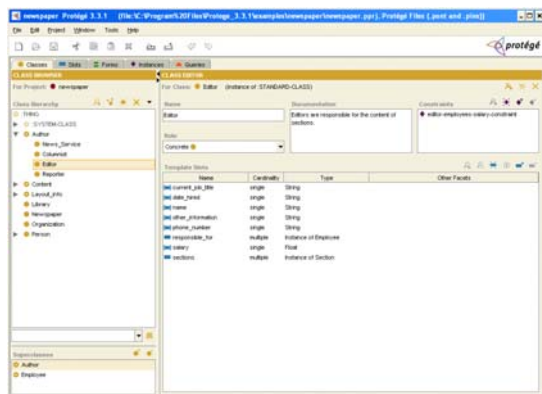 newspaper Protégé 3.3.1 (file:\C:\Program%20Files\Protege_3.3.1\examples\newspaper\newspaper.pprj, Protégé Files (.pont and .pins))
File Edit Project Window Tools Help
protégé
Classes Slots Forms Instances Queries
CLASS BROWSER
CLASS EDITOR
For Project: newspaper
For Class: Editor (instance of :STANDARD-CLASS)
Class Hierarchy
Name Documentation Constraints
:THING
:SYSTEM-CLASS
Author
News_Service
Columnist
Editor
Reporter
Content
Layout_info
Library
Newspaper
Organization
Person
Editor
Editors are responsible for the content of
sections.
editor-employees-salary-constraint
Role
Concrete
Template Slots
Name Cardinality Type Other Facets
current_job_title single String
date_hired single String
name single String
other_information single String
phone_number single String
responsible_for multiple Instance of Employee
salary single Float
sections multiple Instance of Section
Superclasses
Author
Employee